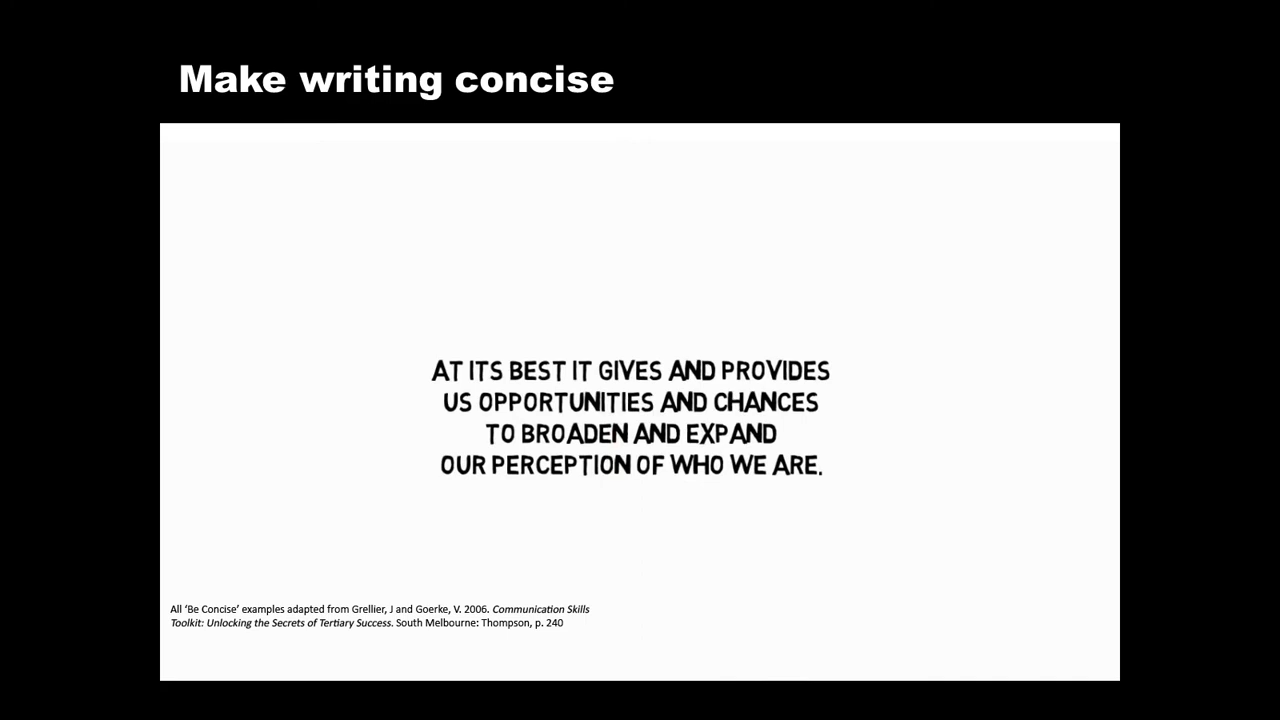 Make writing concise
AT ITS BEST IT GIVES AND PROVIDES
US OPPORTUNITIES AND CHANCES
TO BROADEN AND EXPAND
OUR PERCEPTION OF WHO WE ARE.
All ‘Be Concise’ examples adapted from Grellier, J and Goerke, V. 2006. Communication Skills
Toolkit: Unlocking the Secrets of Tertiary Success. South Melbourne: Thompson, p. 240